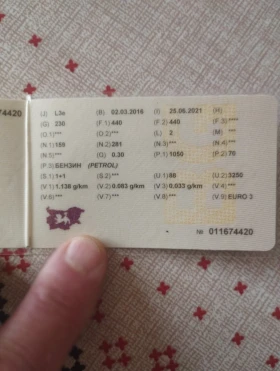 74420
(J) L3e (B) 02.03.2016 (I) 25.06.2021 (H)
(G) 230 (F.1) 440 (F.2) 440 (F.3)****
(O.1)*** (O.2)*** (L) 2 (M) ***
(N.1) 159 (N.2) 281 (N.3)*** (N.4)***
(N.5)*** (G) 0.30 (P.1) 1050 (P.2) 76
(P.3) БЕНЗИН (PETROL)
(S.1) 1+1 (S.2)*** (U.1) 86 (U.2) 3250
(V.1) 1.136 g/km (V.2) 0.083 g/km (V.3) 0,033 g/km (V.4)***
(V.6)*** (V.7)*** (V.8)*** (V.9) EURO 3
№ 011674420